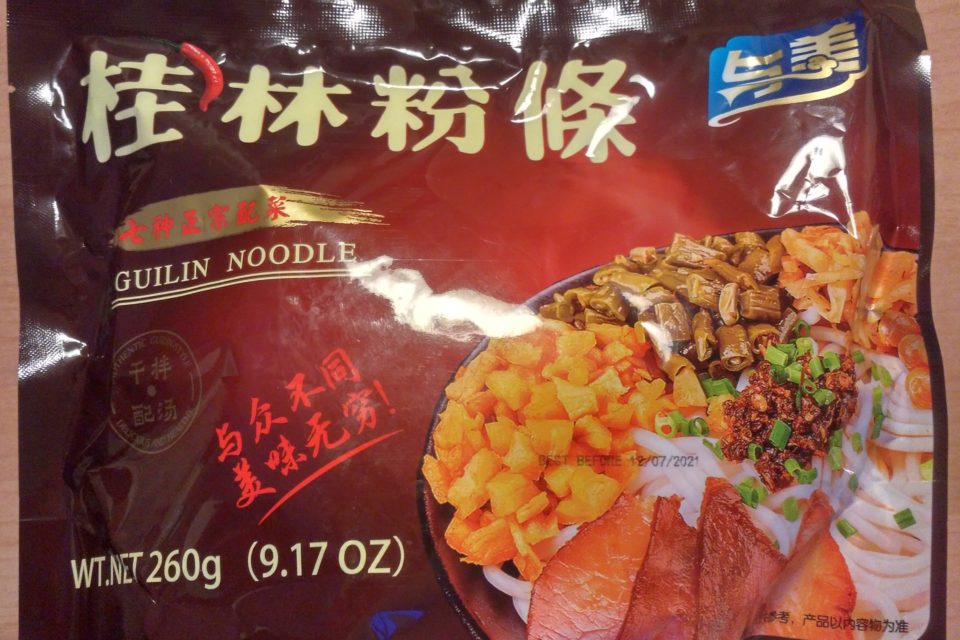 桂林粉條
与美
七种正宗配菜
GUILIN NOODLE
干拌
配汤
与众不同
美味无穷!
BEST BEFORE 12/07/2021
WT.NET 260g (9.17 OZ)
参考,产品以内容物为准